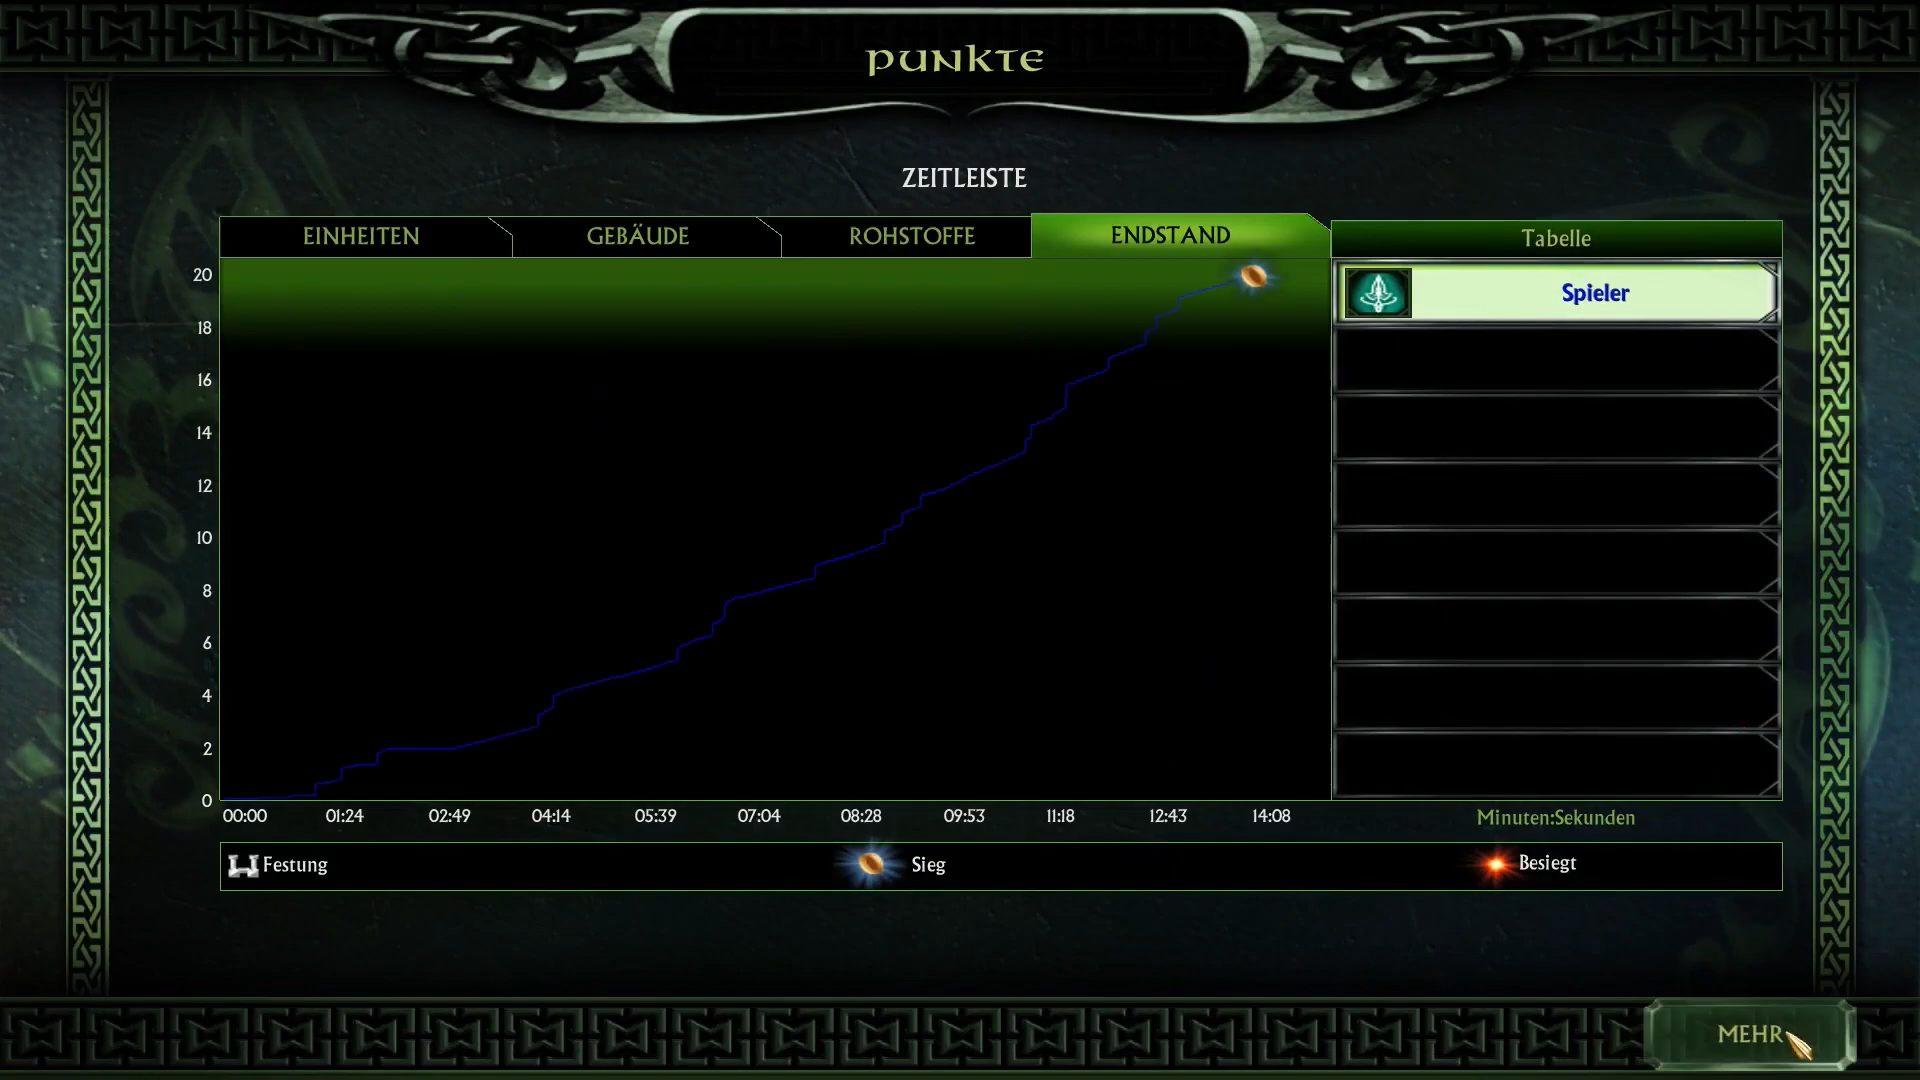 PUNKTE
ZEITLEISTE
EINHEITEN GEBÄUDE ROHSTOFFE ENDSTAND Tabelle
Spieler
20
18
16
14
12
10
8
6
4
2
0
00:00 01:24 02:49 04:14 05:39 07:04 08:28 09:53 11:18 12:43 14:08 Minuten:Sekunden
Festung Sieg Besiegt
MEHR